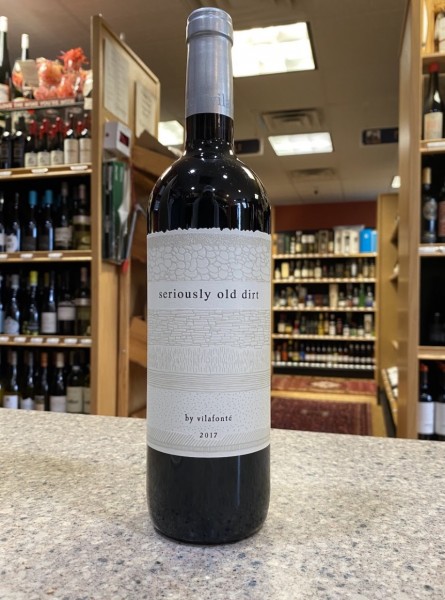 seriously old dirt
by vilafonté
2017